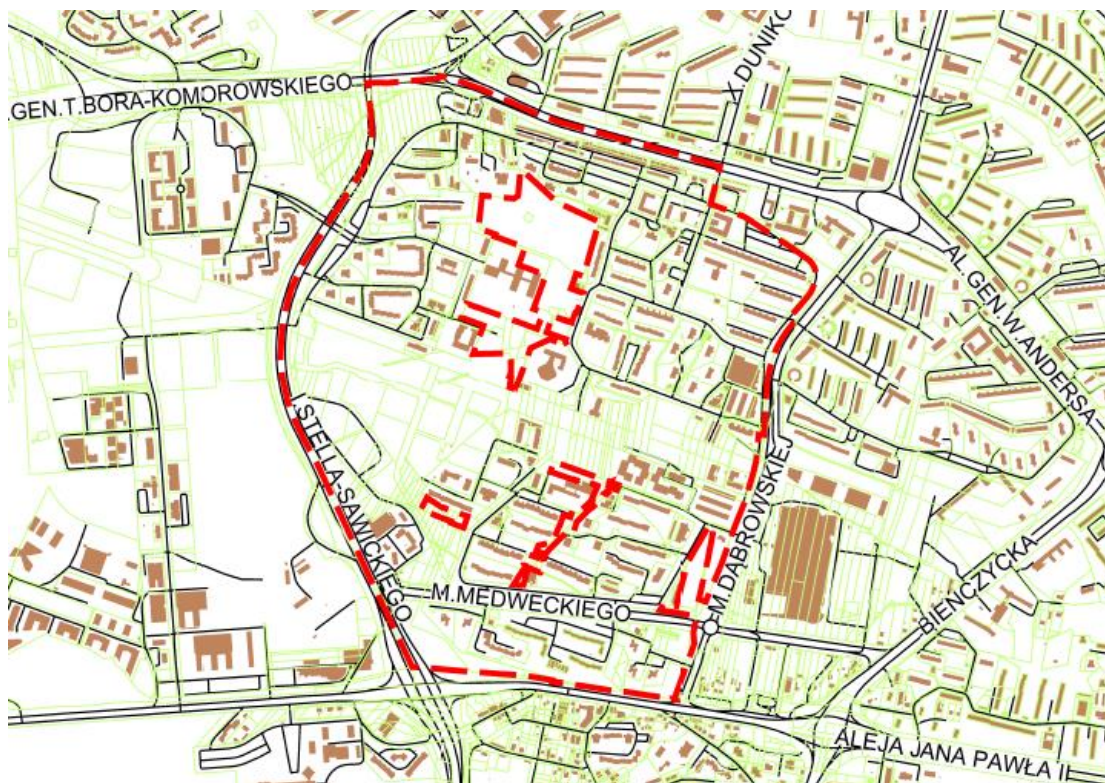 X.DUNIKO
.GEN.T.BORA-KOMOROWSKIEGO
AL.GEN.W.ANDERSA
STELLA-SAWICKIEGO
M.DĄBROWSKIEJ
BIEŃCZYCKA
M.MEDWECKIEGO
ALEJA JANA PAWŁA II